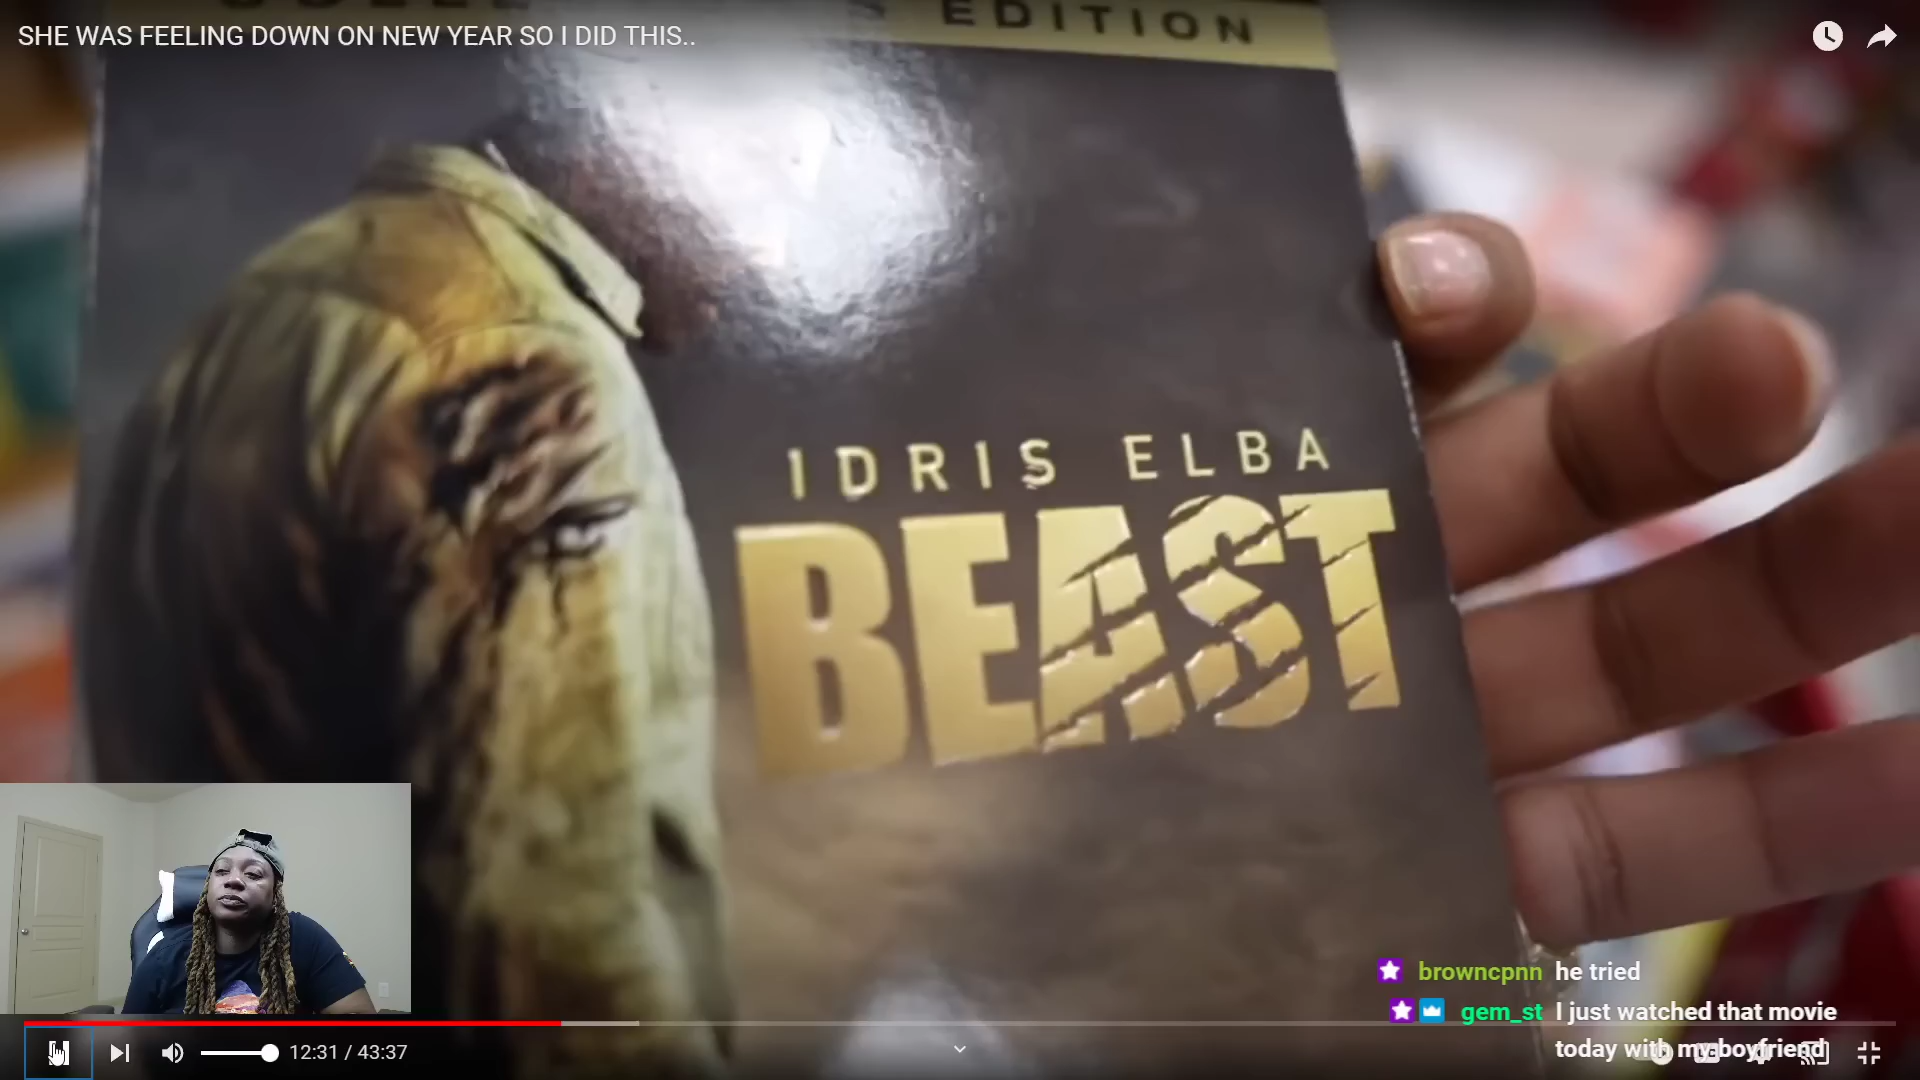 SHE WAS FEELING DOWN ON NEW YEAR SO I DID THIS..
EDITION
IDRIS ELBA
BEAST
browncpnn he tried
gem_st I just watched that movie
today with my boyfriend
12:31 / 43:37